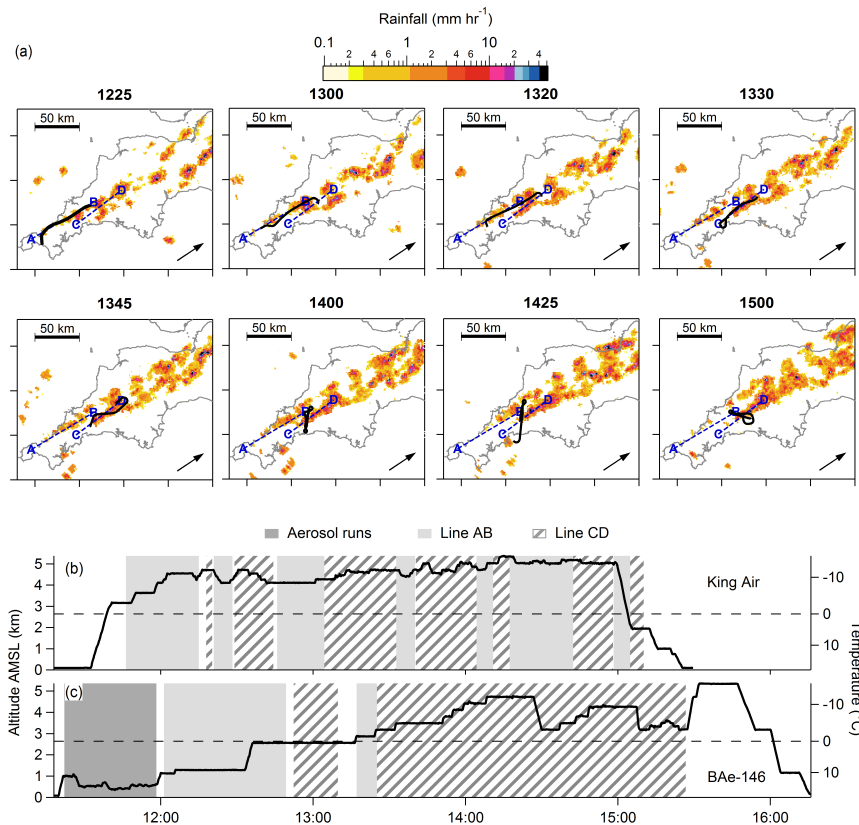 Rainfall (mm hr⁻¹)
(a)
0.1 2 4 6 1 2 4 6 10 2 4
1225 1300 1320 1330
50 km 50 km 50 km 50 km
A B C D
A B C D
A B C D
A B C D
1345 1400 1425 1500
50 km 50 km 50 km 50 km
A B C D
A B C D
A B C D
A B C D
Aerosol runs Line AB Line CD
(b)
King Air
5
4
3
2
1
0
-10
0
10
(c)
BAe-146
5
4
3
2
1
0
-10
0
10
Altitude AMSL (km)
Temperature (°C)
12:00 13:00 14:00 15:00 16:00